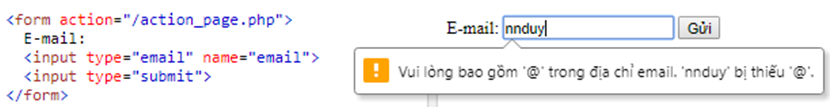 <form action="/action_page.php">
E-mail:
<input type="email" name="email">
<input type="submit">
</form>
E-mail: nnduy Gửi
! Vui lòng bao gồm '@' trong địa chỉ email. 'nnduy' bị thiếu '@'.